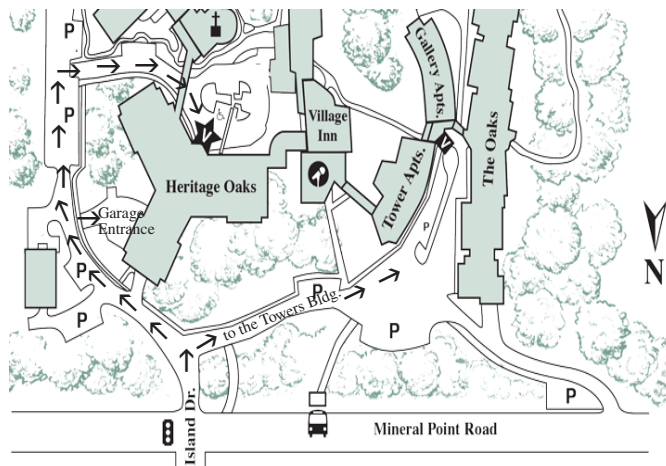 P
Gallery Apts.
P
Village
Inn
The Oaks
V
V
Tower Apts.
Heritage Oaks
Garage
Entrance
P
N
P
P
P
to the Towers Bldg.
P
P
Island Dr.
Mineral Point Road